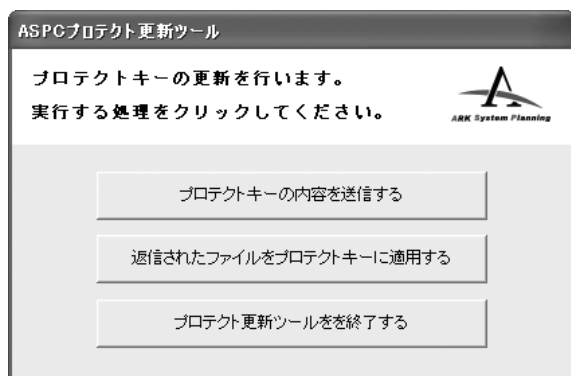 ASPCプロテクト更新ツール
プロテクトキーの更新を行います。
実行する処理をクリックしてください。
ARK System Planning
プロテクトキーの内容を送信する
返信されたファイルをプロテクトキーに適用する
プロテクト更新ツールをを終了する